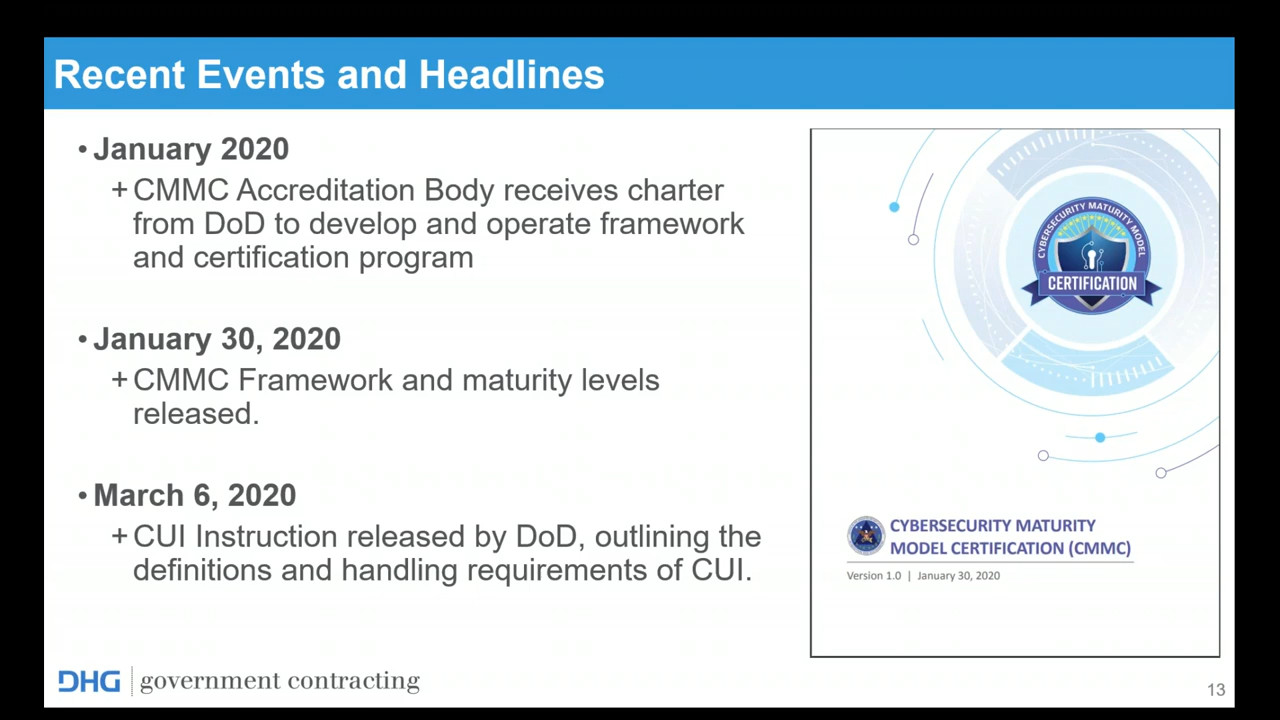 Recent Events and Headlines
• January 2020
+ CMMC Accreditation Body receives charter
from DoD to develop and operate framework
and certification program
• January 30, 2020
+ CMMC Framework and maturity levels
released.
• March 6, 2020
+ CUI Instruction released by DoD, outlining the
definitions and handling requirements of CUI.
CYBERSECURITY MATURITY MODEL
CERTIFICATION
CYBERSECURITY MATURITY
MODEL CERTIFICATION (CMMC)
Version 1.0 | January 30, 2020
DHG government contracting
13